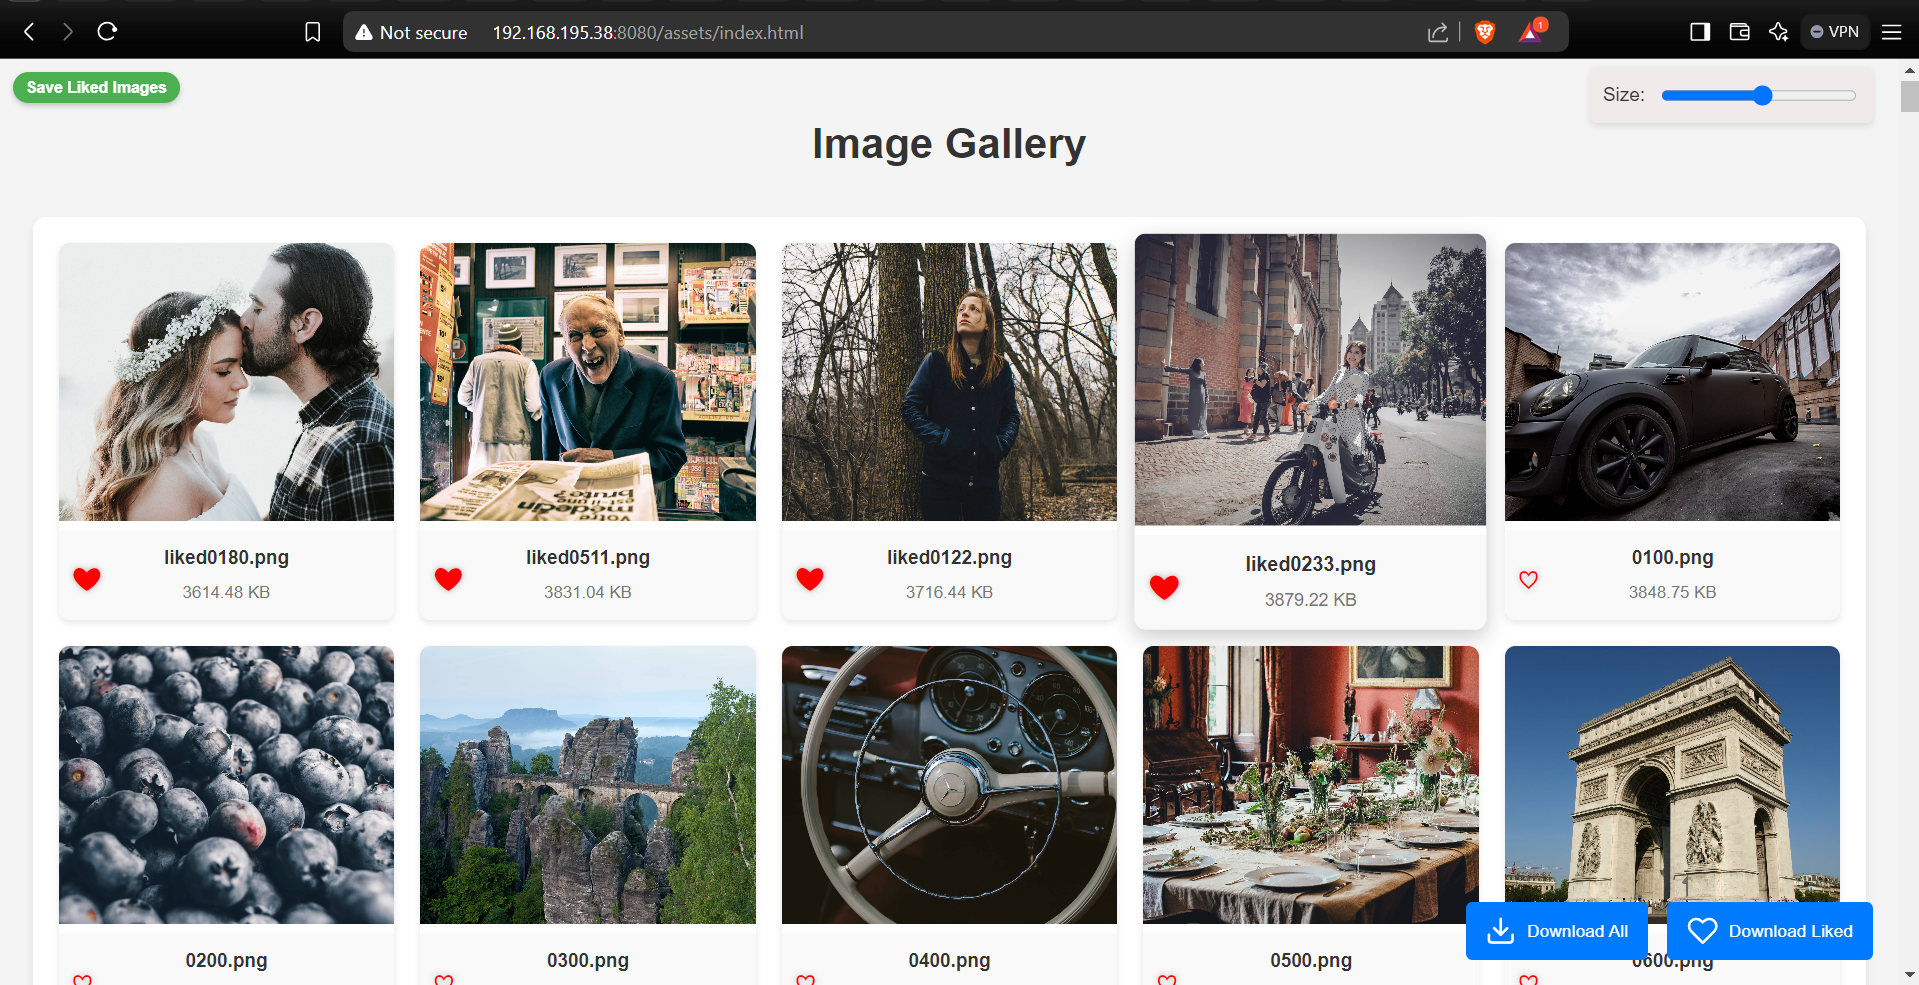 Not secure 192.168.195.38:8080/assets/index.html
1
VPN
Save Liked Images
Size:
Image Gallery
liked0180.png
3614.48 KB
liked0511.png
3831.04 KB
liked0122.png
3716.44 KB
liked0233.png
3879.22 KB
0100.png
3848.75 KB
0200.png
0300.png
0400.png
0500.png
0600.png
Download All
Download Liked